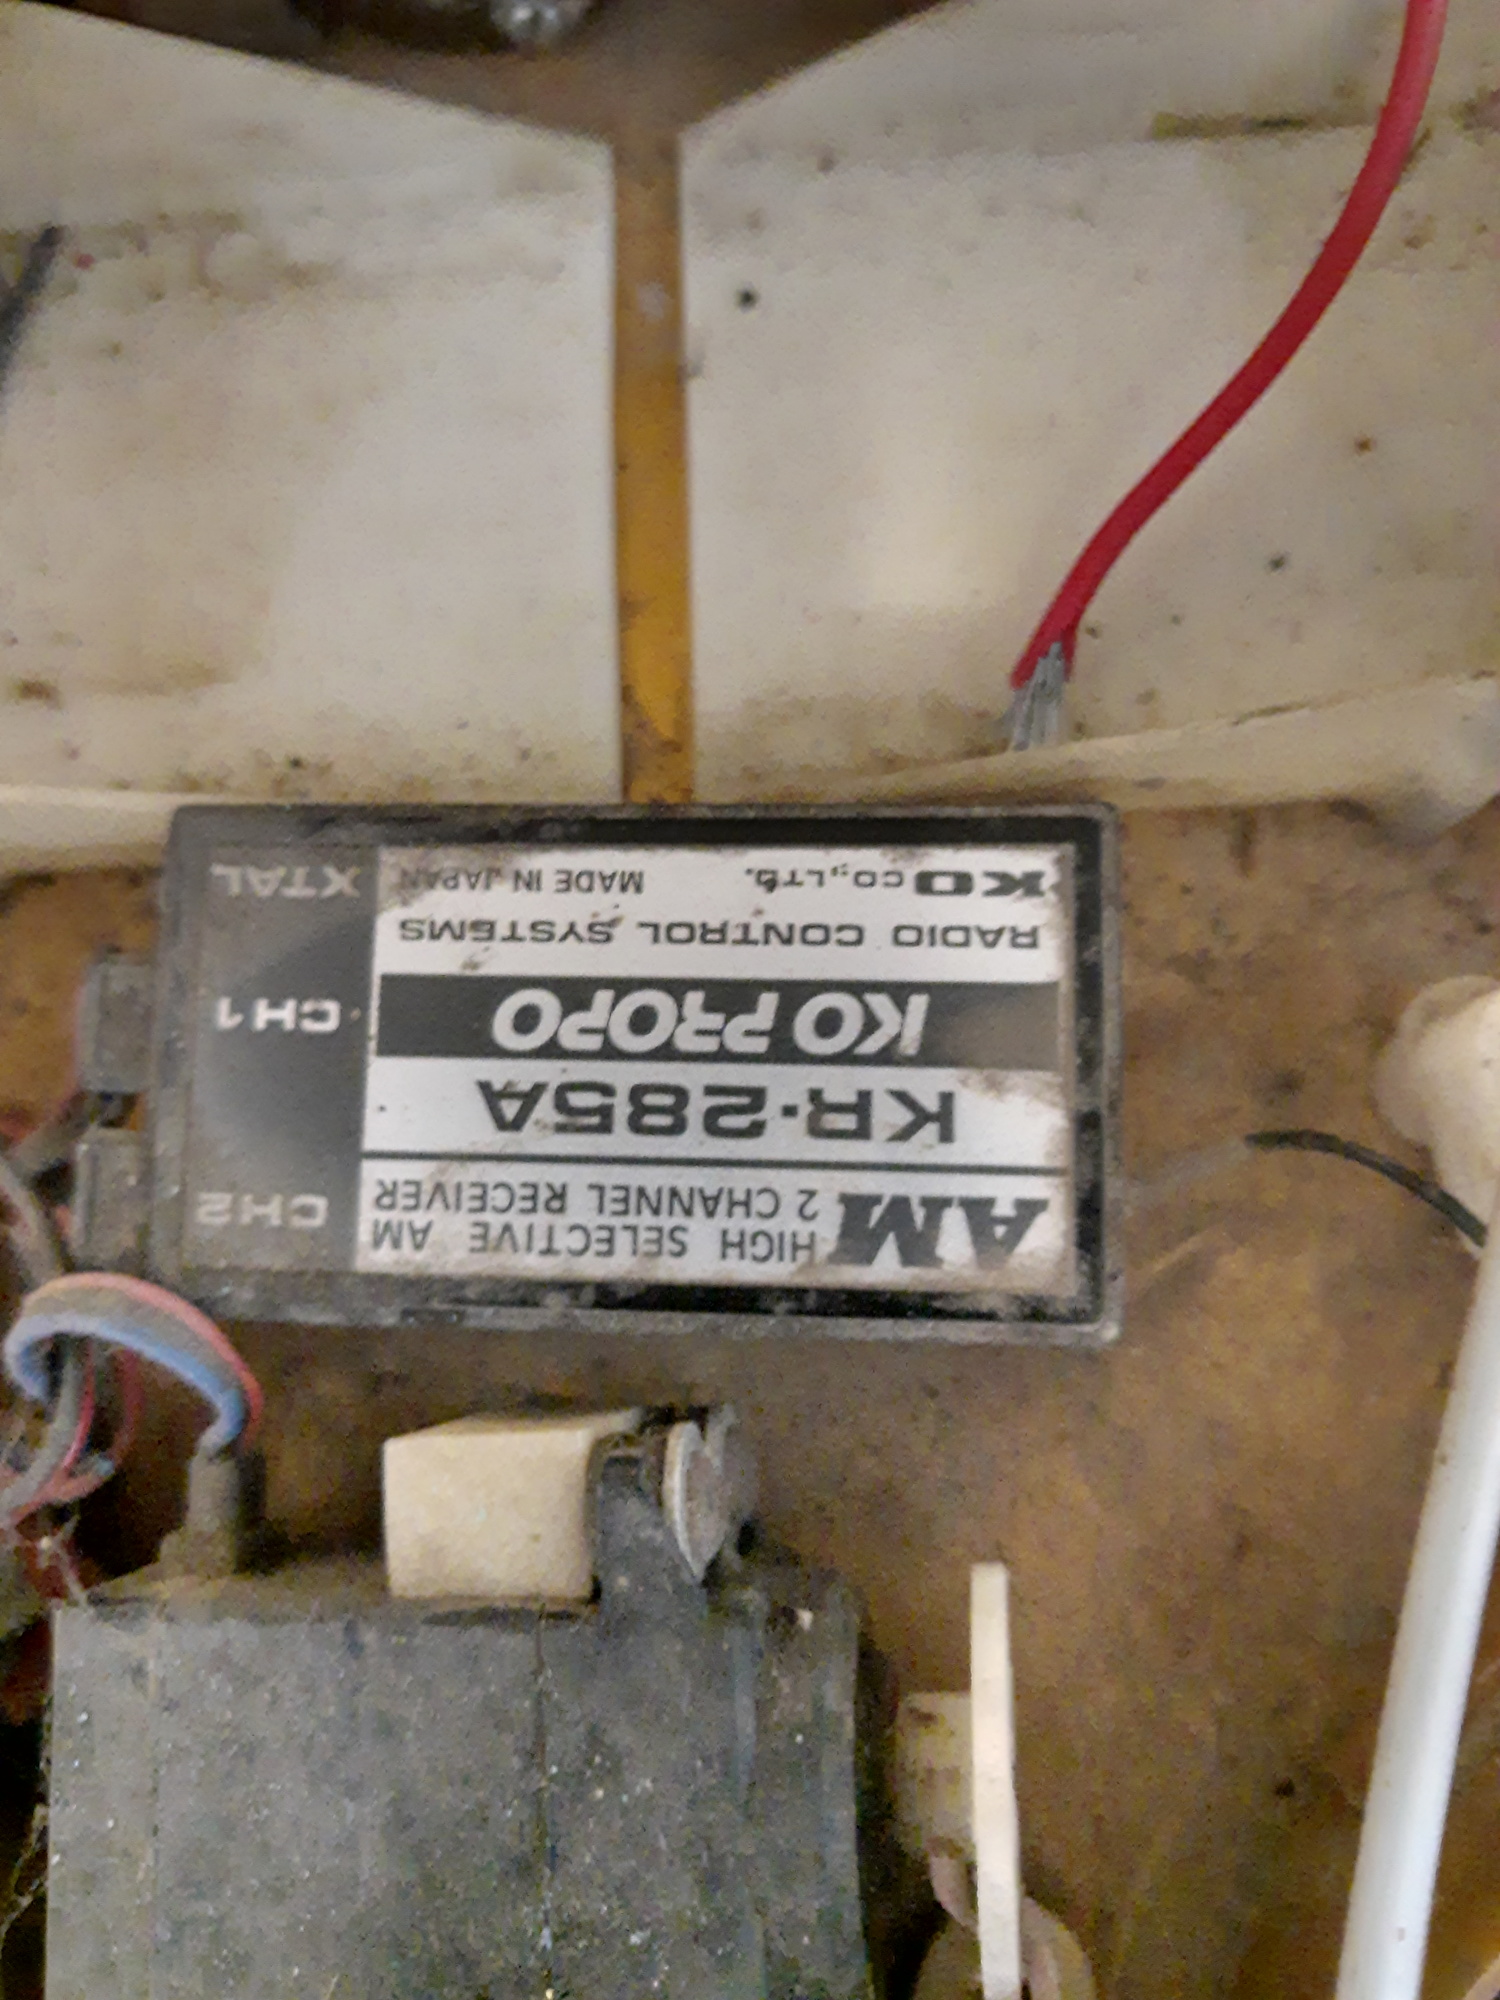 AM HIGH SELECTIVE AM
2 CHANNEL RECEIVER
KR-285A
KO PROPO
RADIO CONTROL SYSTEMS
KO CO.,LTD. MADE IN JAPAN
CH2
CH1
XTAL